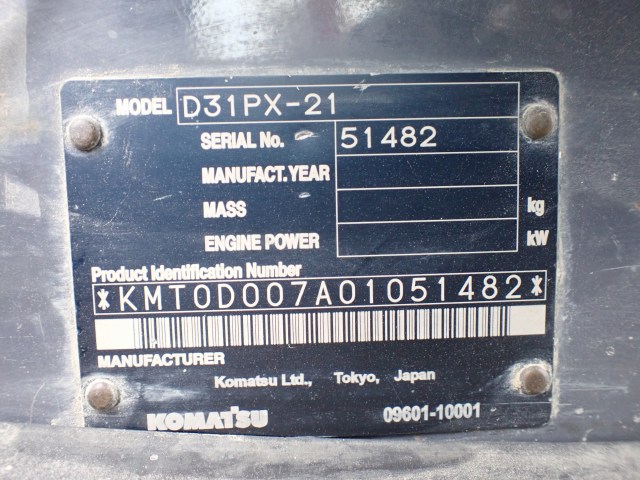 MODEL D31PX-21
SERIAL No. 51482
MANUFACT.YEAR
MASS kg
ENGINE POWER kW
Product Identification Number
*KMT0D007A01051482*
MANUFACTURER
Komatsu Ltd., Tokyo, Japan
KOMATSU 09601-10001